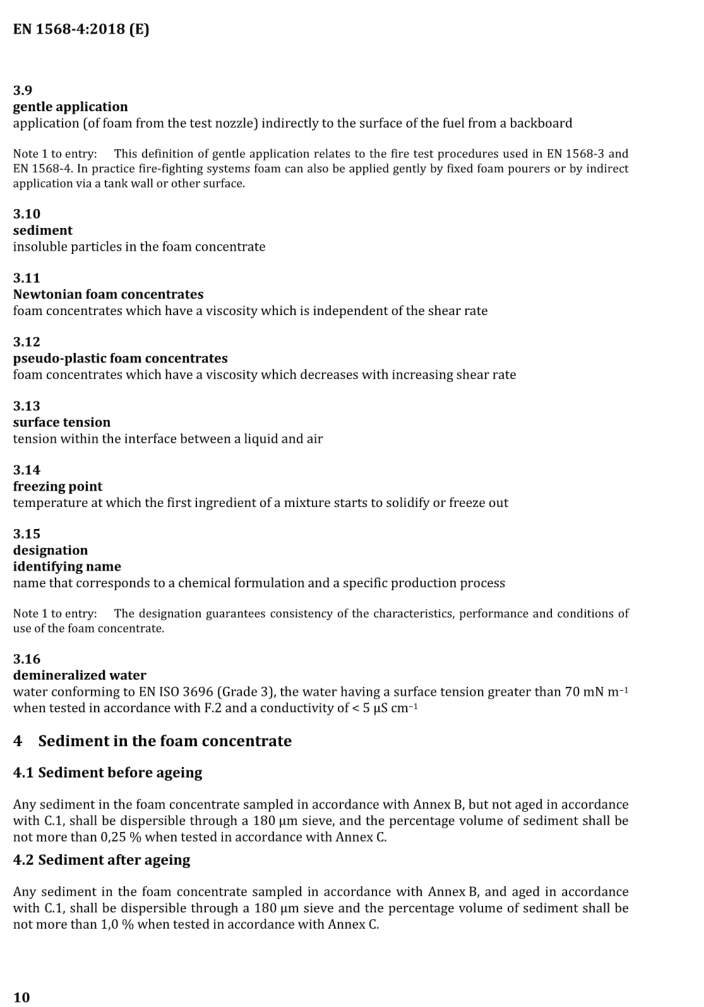 EN 1568-4:2018 (E)
3.9
gentle application
application (of foam from the test nozzle) indirectly to the surface of the fuel from a backboard
Note 1 to entry: This definition of gentle application relates to the fire test procedures used in EN 1568-3 and
EN 1568-4. In practice fire-fighting systems foam can also be applied gently by fixed foam pourers or by indirect
application via a tank wall or other surface.
3.10
sediment
insoluble particles in the foam concentrate
3.11
Newtonian foam concentrates
foam concentrates which have a viscosity which is independent of the shear rate
3.12
pseudo-plastic foam concentrates
foam concentrates which have a viscosity which decreases with increasing shear rate
3.13
surface tension
tension within the interface between a liquid and air
3.14
freezing point
temperature at which the first ingredient of a mixture starts to solidify or freeze out
3.15
designation
identifying name
name that corresponds to a chemical formulation and a specific production process
Note 1 to entry: The designation guarantees consistency of the characteristics, performance and conditions of
use of the foam concentrate.
3.16
demineralized water
water conforming to EN ISO 3696 (Grade 3), the water having a surface tension greater than 70 mN m⁻¹
when tested in accordance with F.2 and a conductivity of < 5 µS cm⁻¹
4 Sediment in the foam concentrate
4.1 Sediment before ageing
Any sediment in the foam concentrate sampled in accordance with Annex B, but not aged in accordance
with C.1, shall be dispersible through a 180 µm sieve, and the percentage volume of sediment shall be
not more than 0,25 % when tested in accordance with Annex C.
4.2 Sediment after ageing
Any sediment in the foam concentrate sampled in accordance with Annex B, and aged in accordance
with C.1, shall be dispersible through a 180 µm sieve and the percentage volume of sediment shall be
not more than 1,0 % when tested in accordance with Annex C.
10